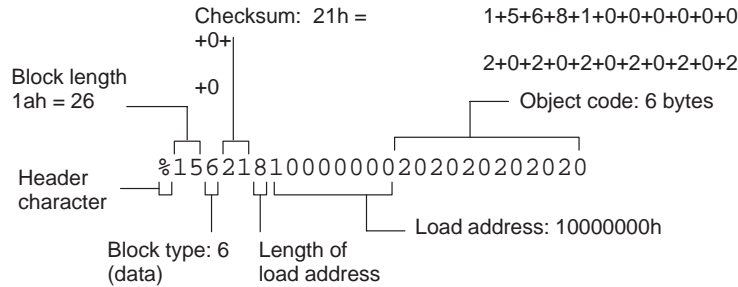 Checksum: 21h = 1+5+6+8+1+0+0+0+0+0+0
+0+
2+0+2+0+2+0+2+0+2+0+2
+0
Block length
1ah = 26
Object code: 6 bytes
%15621810000000202020202020
Header
character
Load address: 10000000h
Block type: 6
(data)
Length of
load address